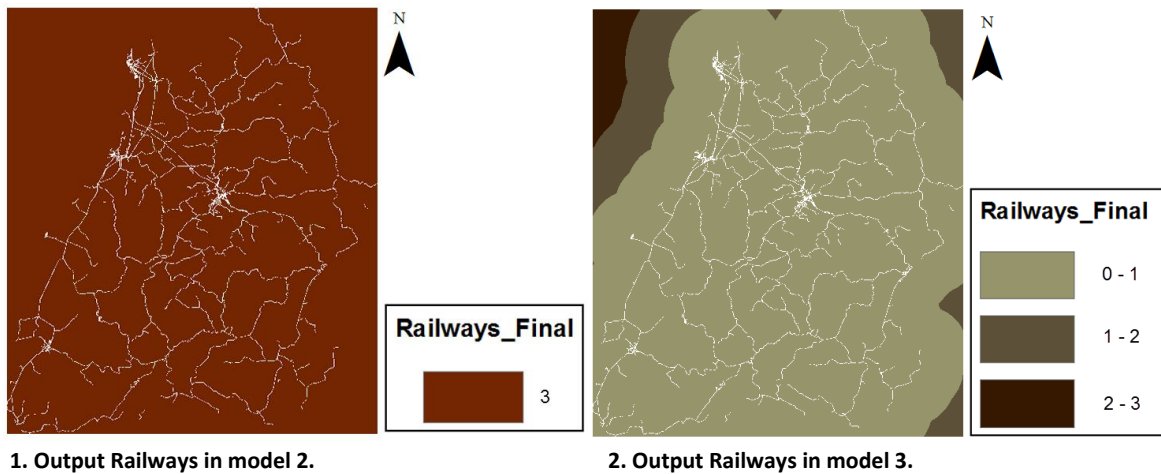 N
N
Railways_Final
3
Railways_Final
0 - 1
1 - 2
2 - 3
1. Output Railways in model 2.
2. Output Railways in model 3.